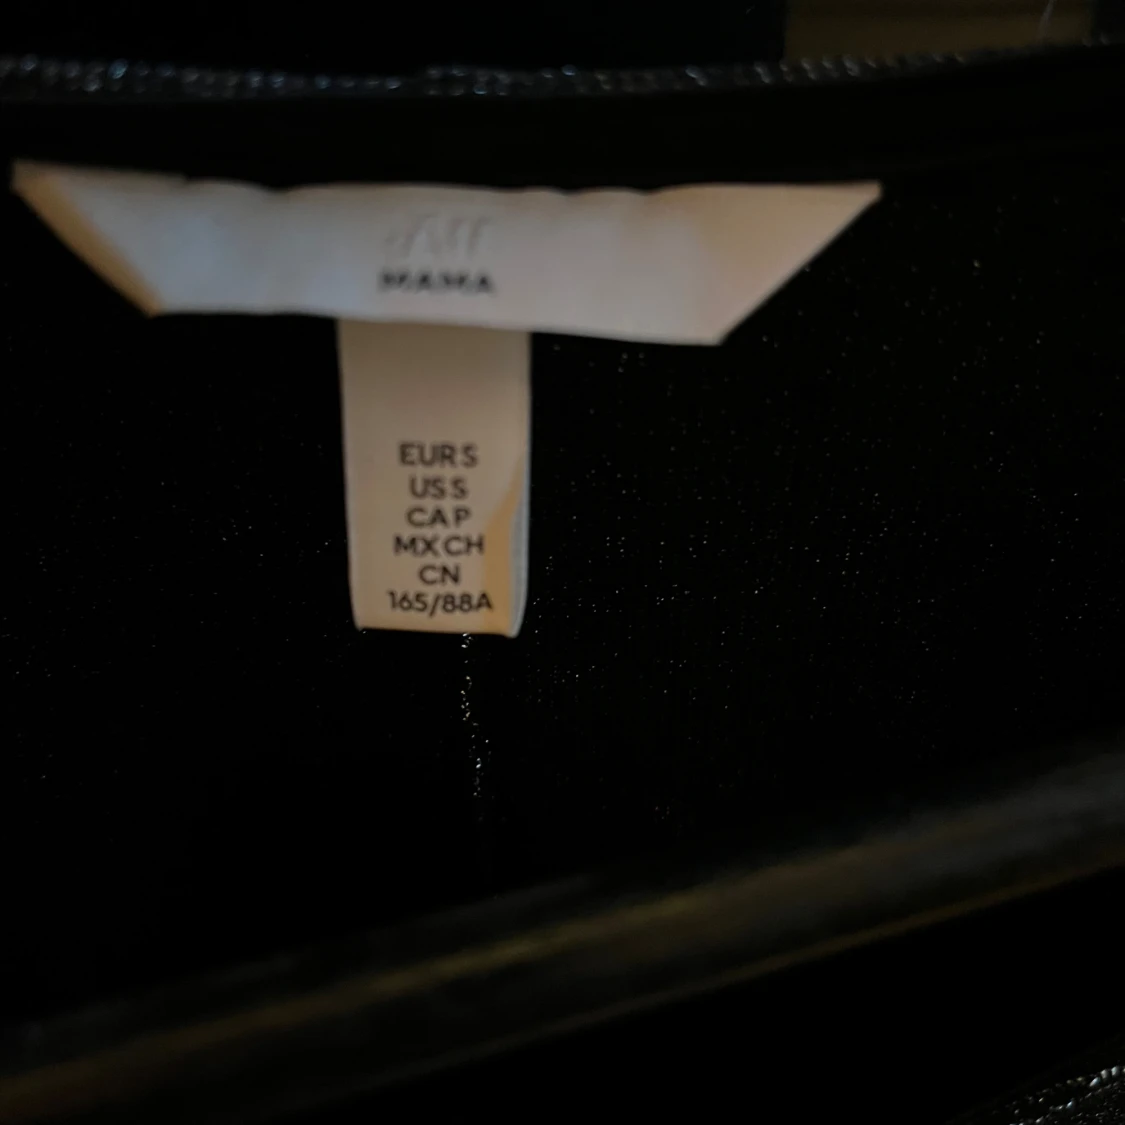 MAMA
EUR S
US S
CA P
MX CH
CN
165/88A